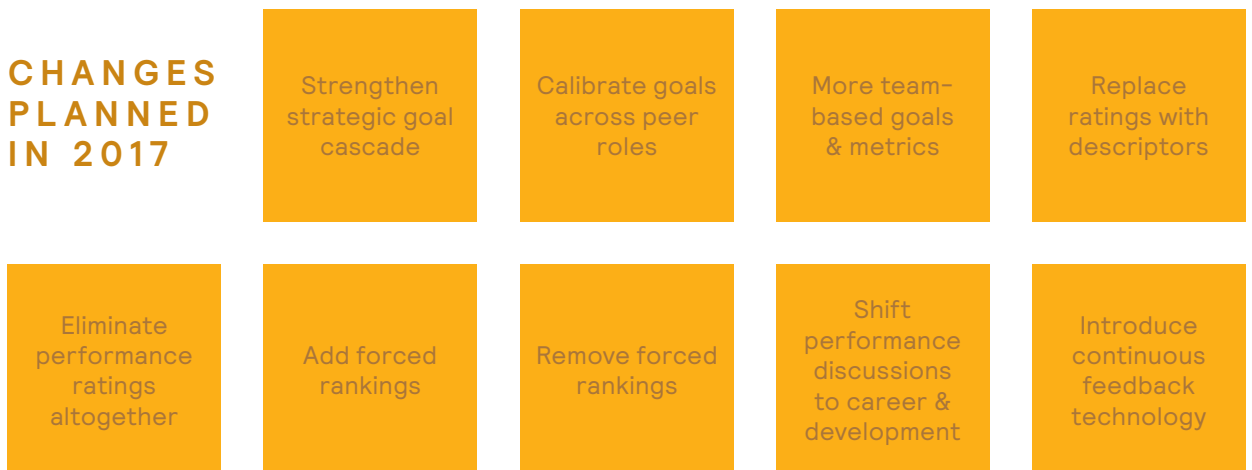 CHANGES
PLANNED
IN 2017
Strengthen
strategic goal
cascade
Calibrate goals
across peer
roles
More team-
based goals
& metrics
Replace
ratings with
descriptors
Eliminate
performance
ratings
altogether
Add forced
rankings
Remove forced
rankings
Shift
performance
discussions
to career &
development
Introduce
continuous
feedback
technology